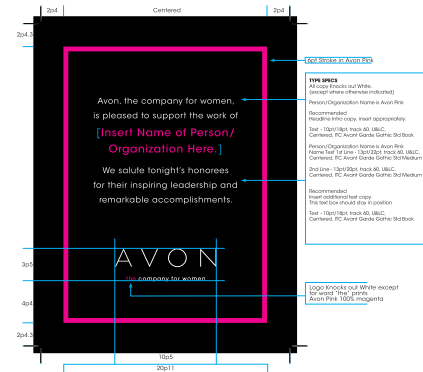 2p4
Centered
2p4
2p4.3
6pt Stroke in Avon Pink
TYPE SPECS
All copy Knocks out White.
(except where otherwise indicated)
Person/Organization Name is Avon Pink
Recommended
Headline Intro copy, insert appropriately.
Text - 10pt/18pt, track 60, U&LC,
Centered, ITC Avant Garde Gothic Std Book
Person/Organization Name is Avon Pink
Name Text 1st Line - 13pt/22pt, track 60, U&LC,
Centered, ITC Avant Garde Gothic Std Medium
2nd Line - 13pt/20pt, track 60, U&LC,
Centered, ITC Avant Garde Gothic Std Medium
Recommended
Insert additional text copy.
This text box should stay in position
Text - 10pt/18pt, track 60, U&LC,
Centered, ITC Avant Garde Gothic Std Book
Avon, the company for women,
is pleased to support the work of
[Insert Name of Person/
Organization Here.]
We salute tonight's honorees
for their inspiring leadership and
remarkable accomplishments.
AVON
the company for women
3p5
4p4
2p4.3
Logo Knocks out White except
for word "the" prints
Avon Pink 100% magenta
10p5
20p11